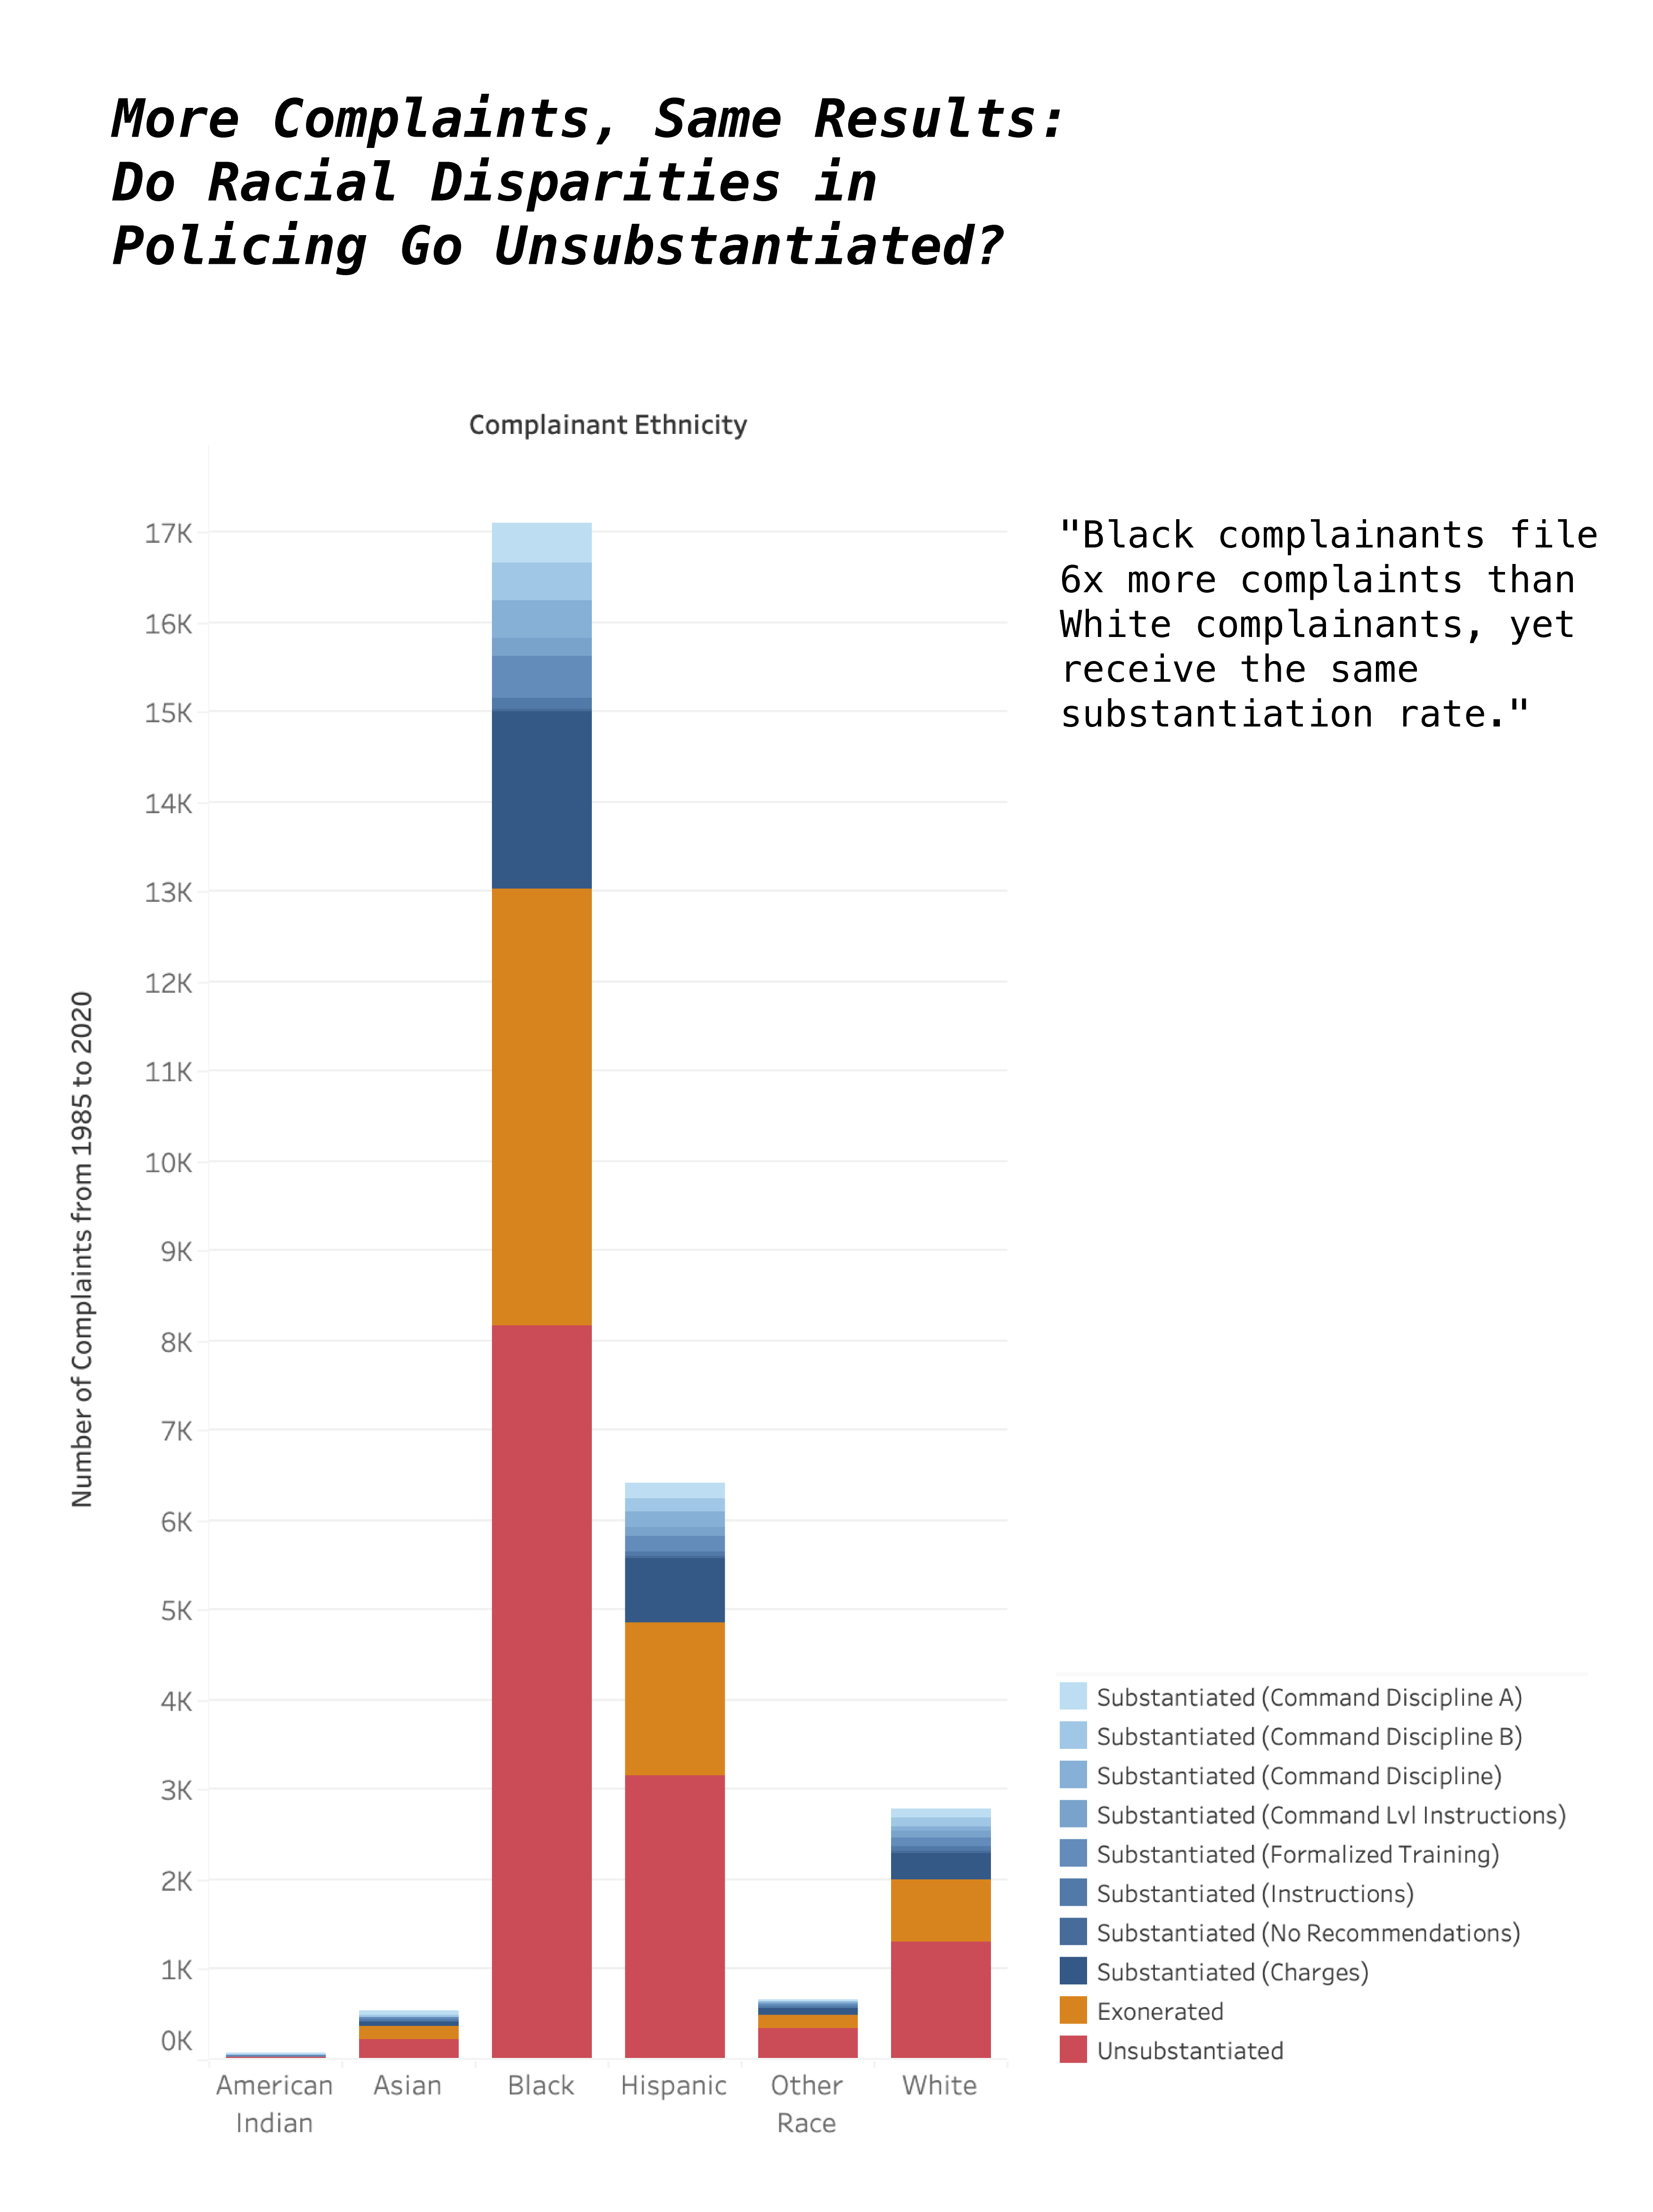 More Complaints, Same Results:
Do Racial Disparities in
Policing Go Unsubstantiated?
Complainant Ethnicity
"Black complainants file
6x more complaints than
White complainants, yet
receive the same
substantiation rate."
Number of Complaints from 1985 to 2020
17K
16K
15K
14K
13K
12K
11K
10K
9K
8K
7K
6K
5K
4K
3K
2K
1K
0K
American Indian
Asian
Black
Hispanic
Other Race
White
Substantiated (Command Discipline A)
Substantiated (Command Discipline B)
Substantiated (Command Discipline)
Substantiated (Command Lvl Instructions)
Substantiated (Formalized Training)
Substantiated (Instructions)
Substantiated (No Recommendations)
Substantiated (Charges)
Exonerated
Unsubstantiated